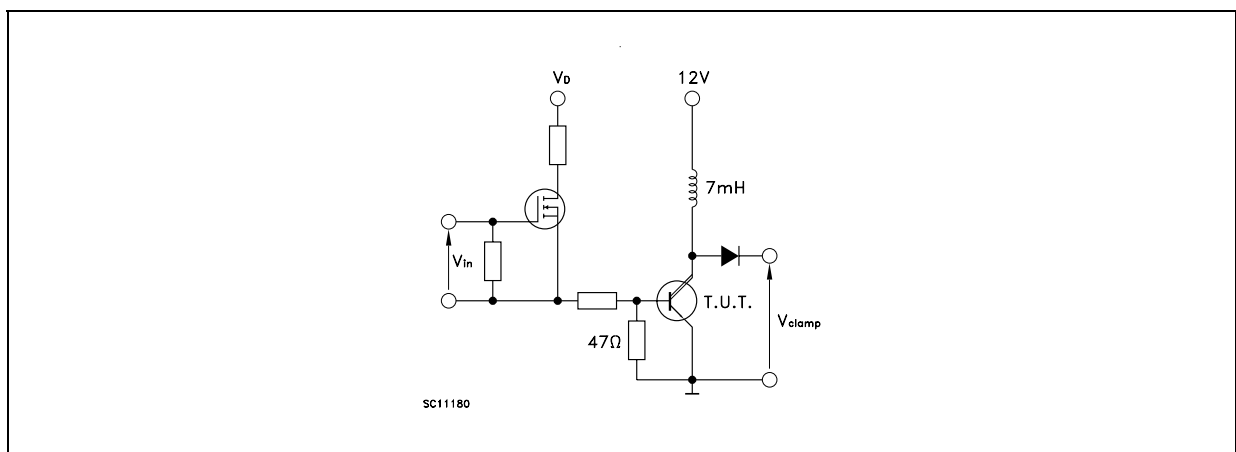 VD
12V
7mH
Vin
T.U.T.
Vclamp
47Ω
SC11180